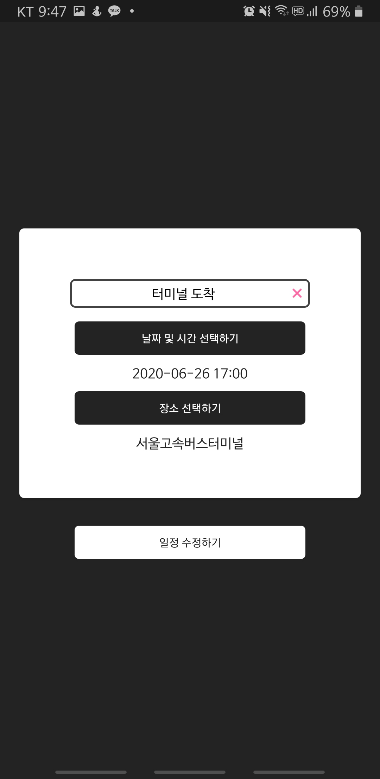 KT 9:47
HD
69%
터미널 도착
날짜 및 시간 선택하기
2020-06-26 17:00
장소 선택하기
서울고속버스터미널
일정 수정하기